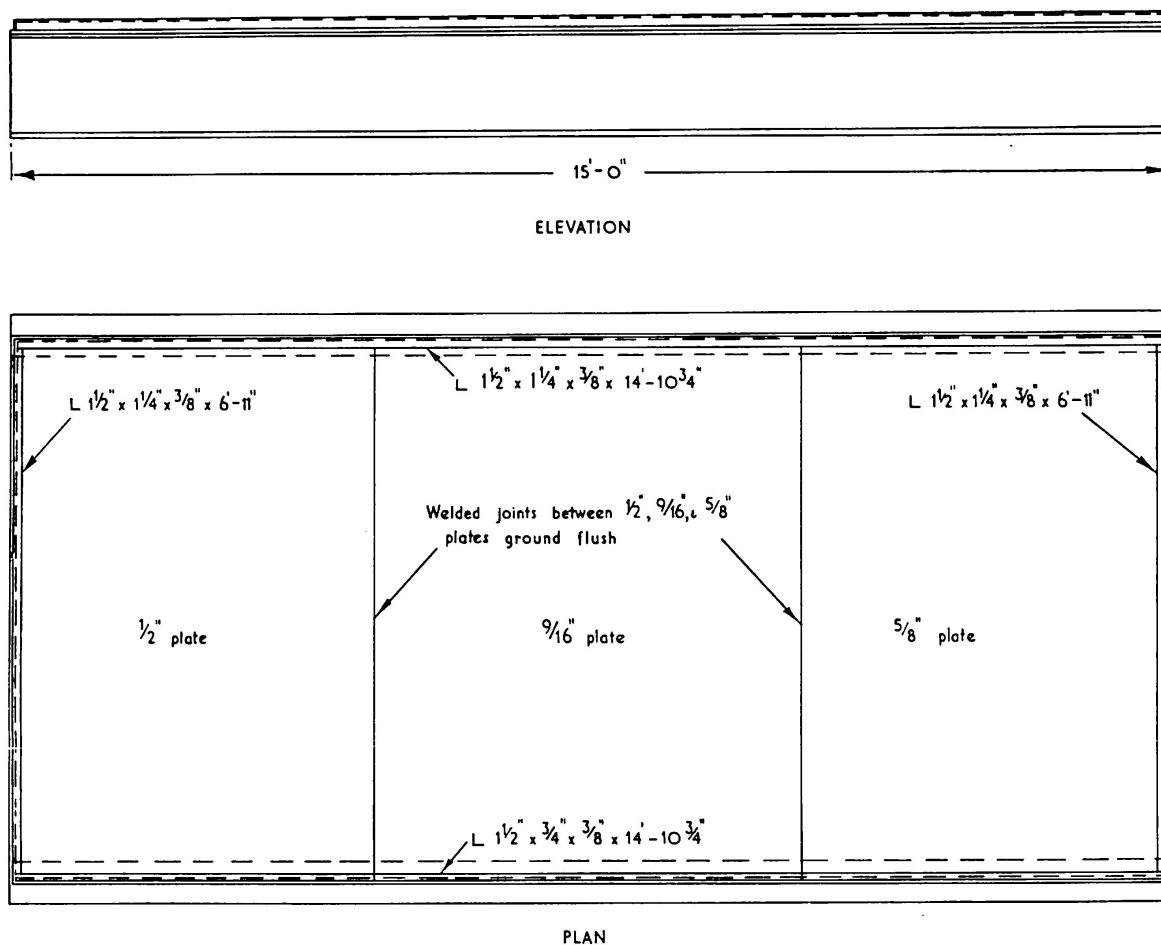 15'-0"
ELEVATION
L 1½" x 1¼" x ⅜" x 14'-10¾"
L 1½" x 1¼" x ⅜" x 6'-11"
L 1½" x 1¼" x ⅜" x 6'-11"
Welded joints between ½", 9/16", & ⅝"
plates ground flush
½" plate
9/16" plate
⅝" plate
L 1½" x ¾" x ⅜" x 14'-10¾"
PLAN